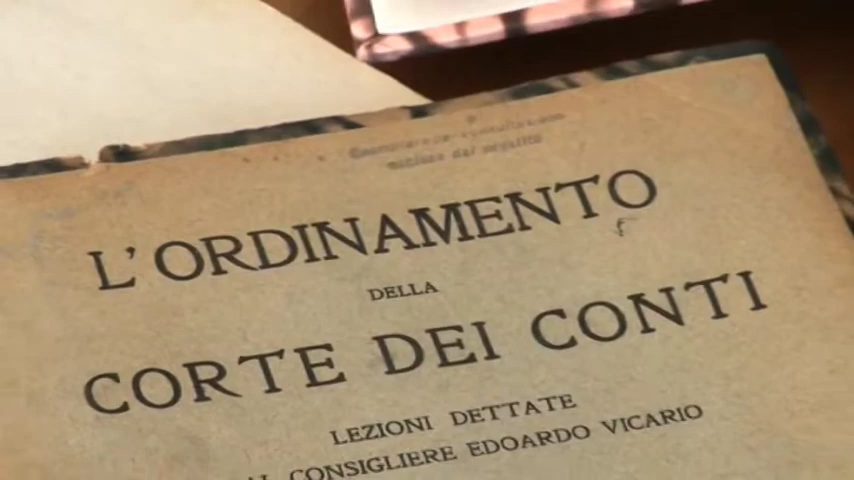 L'ORDINAMENTO
DELLA
CORTE DEI CONTI
LEZIONI DETTATE
CONSIGLIERE EDOARDO VICARIO